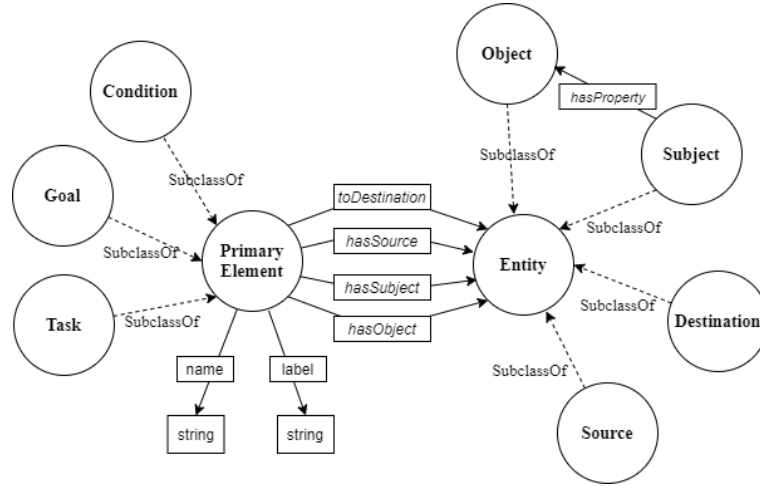 Object
Condition
hasProperty
SubclassOf
Subject
SubclassOf
Goal
toDestination
SubclassOf
hasSource
SubclassOf
Primary
Element
Entity
hasSubject
Task
SubclassOf
hasObject
SubclassOf
Destination
name
label
SubclassOf
string
string
Source